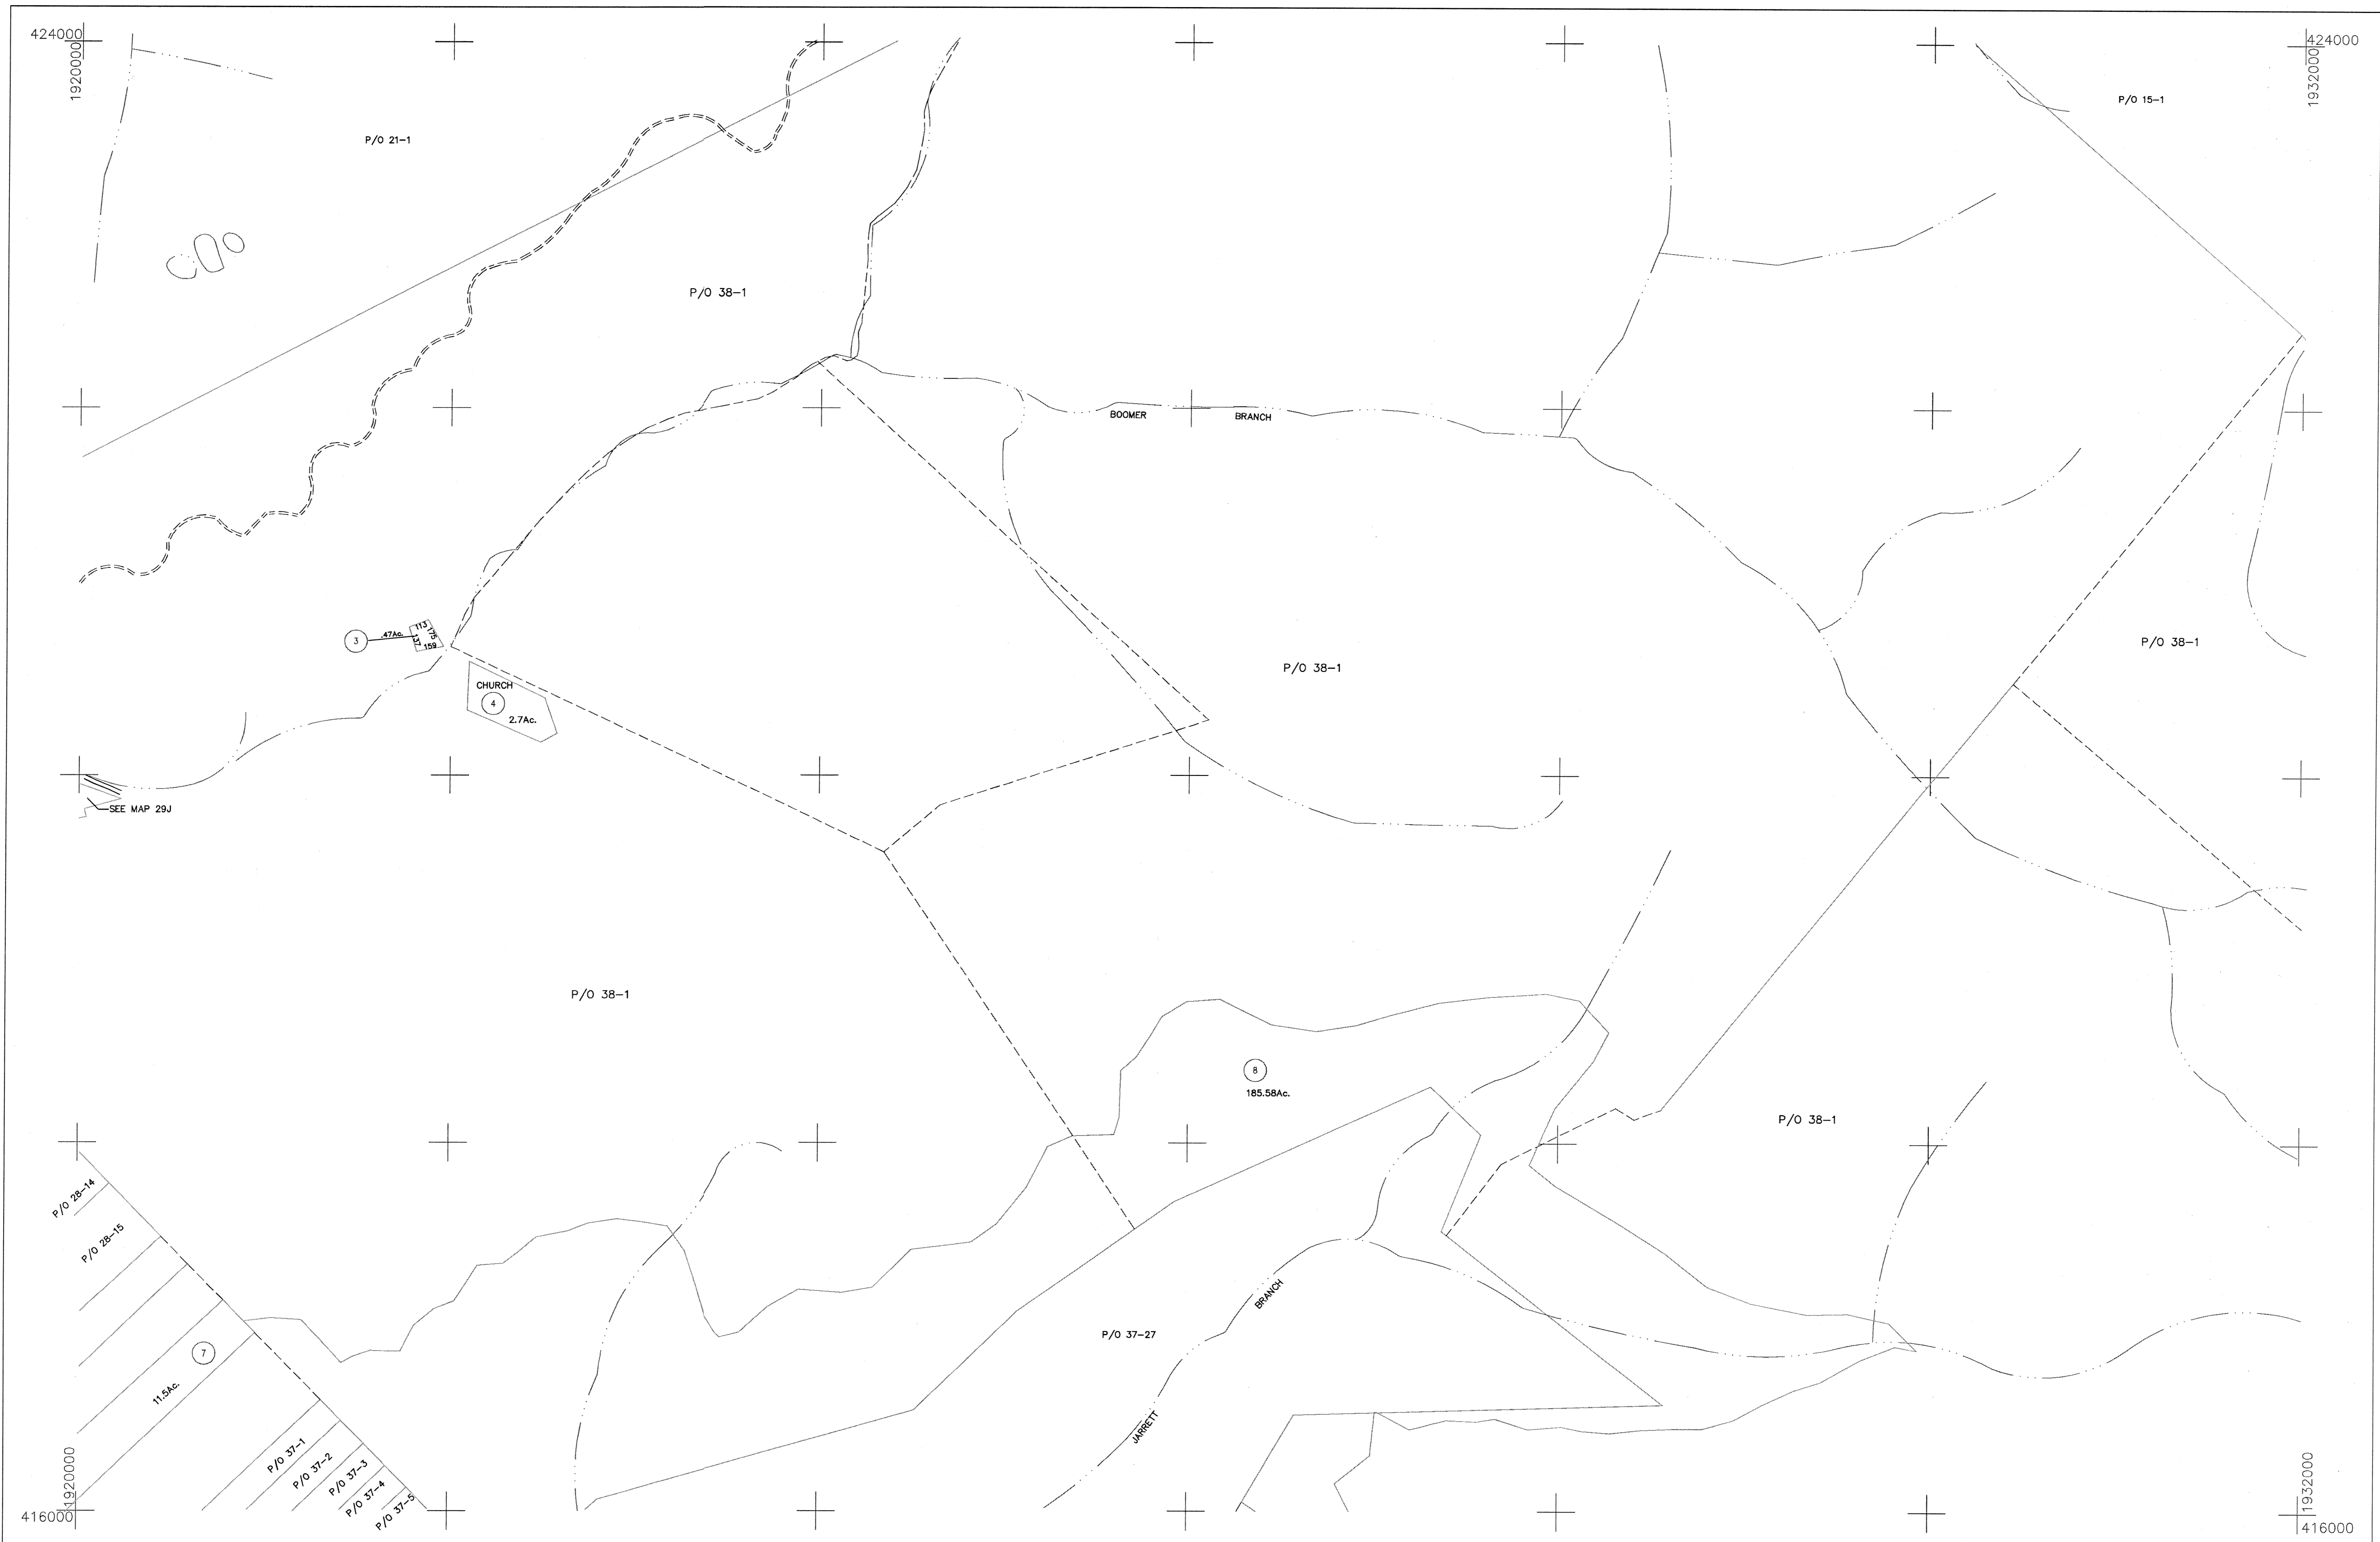 424000
1920000
424000
1932000
P/O 15-1
P/O 21-1
P/O 38-1
BOOMER BRANCH
3
.47Ac.
113
175
137
159
P/O 38-1
P/O 38-1
CHURCH
4
2.7Ac.
SEE MAP 29J
P/O 38-1
8
185.58Ac.
P/O 38-1
P/O 28-14
P/O 28-15
7
11.5Ac.
JARRETT BRANCH
P/O 37-27
P/O 37-1
P/O 37-2
P/O 37-3
P/O 37-4
P/O 37-5
1920000
416000
1932000
416000